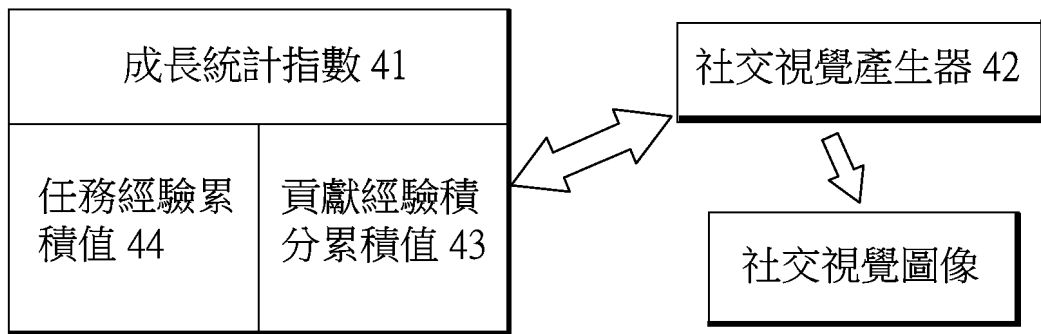 成長統計指數 41
任務經驗累
積值 44
貢獻經驗積
分累積值 43
社交視覺產生器 42
社交視覺圖像